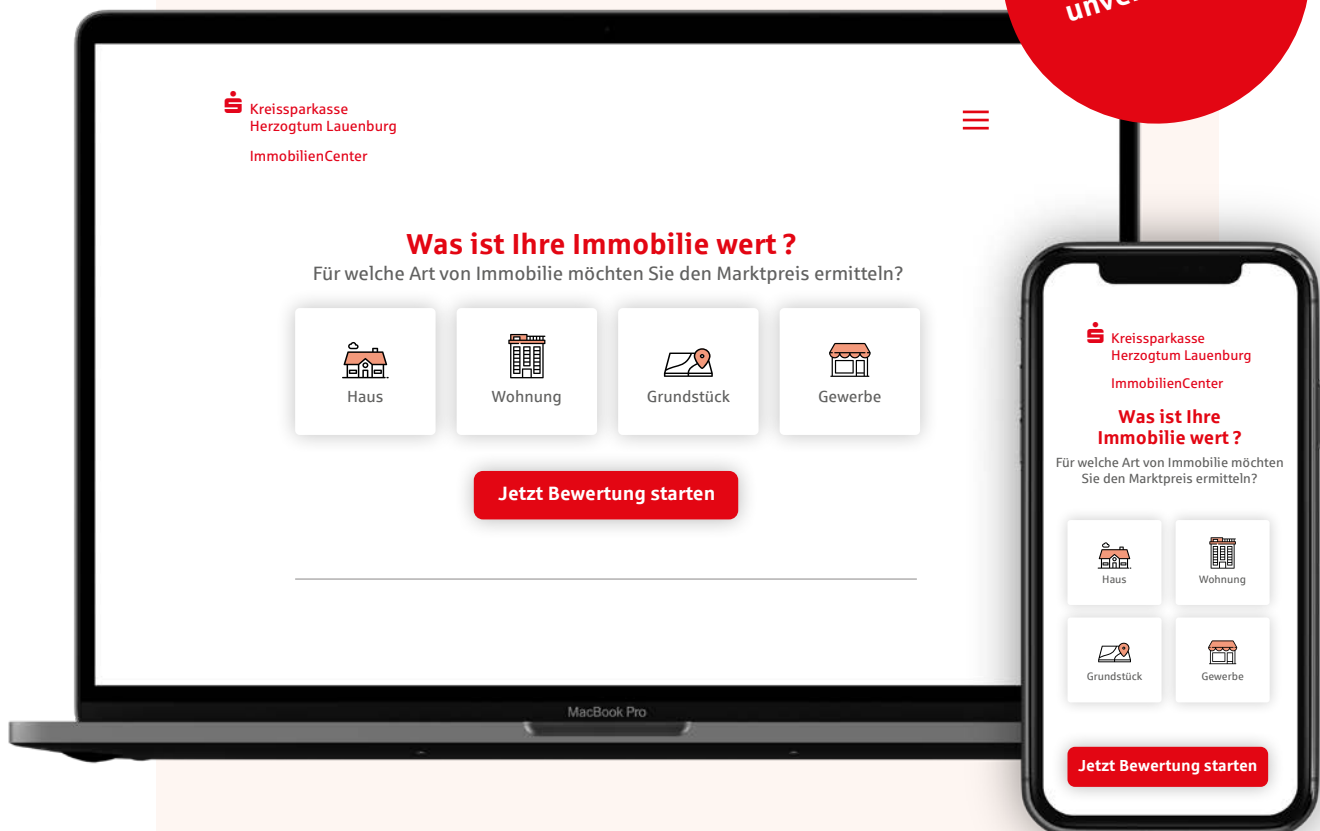 Kreissparkasse
Herzogtum Lauenburg
ImmobilienCenter
Was ist Ihre Immobilie wert ?
Für welche Art von Immobilie möchten Sie den Marktpreis ermitteln?
Haus
Wohnung
Grundstück
Gewerbe
Jetzt Bewertung starten
MacBook Pro
Kreissparkasse
Herzogtum Lauenburg
ImmobilienCenter
Was ist Ihre
Immobilie wert ?
Für welche Art von Immobilie möchten
Sie den Marktpreis ermitteln?
Haus
Wohnung
Grundstück
Gewerbe
Jetzt Bewertung starten